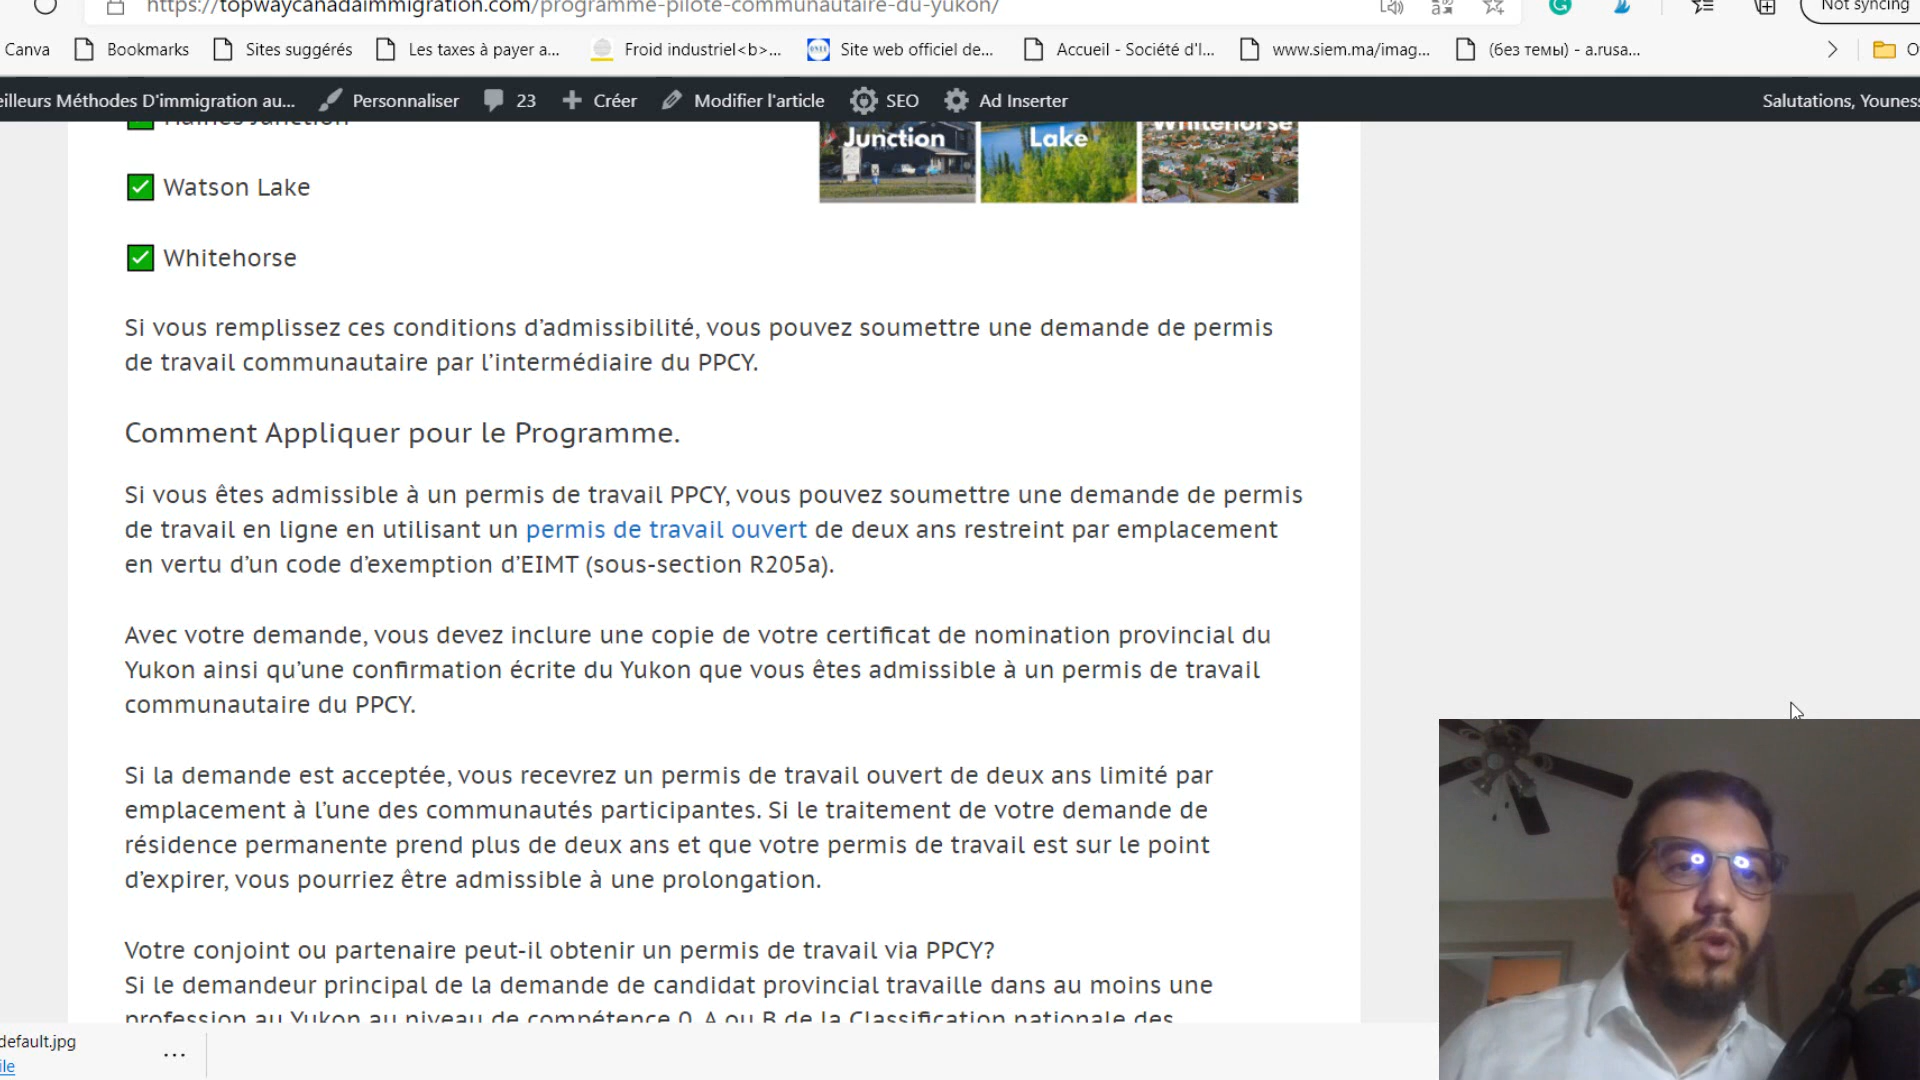 https://topwaycanadaimmigration.com/programme-pilote-communautaire-du-yukon/
Not syncing
Canva
Bookmarks
Sites suggérés
Les taxes à payer a...
Froid industriel<b>...
Site web officiel de...
Accueil - Société d'I...
www.siem.ma/imag...
(без темы) - a.rusa...
eilleurs Méthodes D'immigration au...
Personnaliser
23
Créer
Modifier l'article
SEO
Ad Inserter
Salutations, Youness
Haines Junction
Junction
Lake
Whitehorse
Watson Lake
Whitehorse
Si vous remplissez ces conditions d’admissibilité, vous pouvez soumettre une demande de permis
de travail communautaire par l’intermédiaire du PPCY.
Comment Appliquer pour le Programme.
Si vous êtes admissible à un permis de travail PPCY, vous pouvez soumettre une demande de permis
de travail en ligne en utilisant un permis de travail ouvert de deux ans restreint par emplacement
en vertu d’un code d’exemption d’EIMT (sous-section R205a).
Avec votre demande, vous devez inclure une copie de votre certificat de nomination provincial du
Yukon ainsi qu’une confirmation écrite du Yukon que vous êtes admissible à un permis de travail
communautaire du PPCY.
Si la demande est acceptée, vous recevrez un permis de travail ouvert de deux ans limité par
emplacement à l’une des communautés participantes. Si le traitement de votre demande de
résidence permanente prend plus de deux ans et que votre permis de travail est sur le point
d’expirer, vous pourriez être admissible à une prolongation.
Votre conjoint ou partenaire peut-il obtenir un permis de travail via PPCY?
Si le demandeur principal de la demande de candidat provincial travaille dans au moins une
profession au Yukon au niveau de compétence 0, A ou B de la Classification nationale des
default.jpg
ile